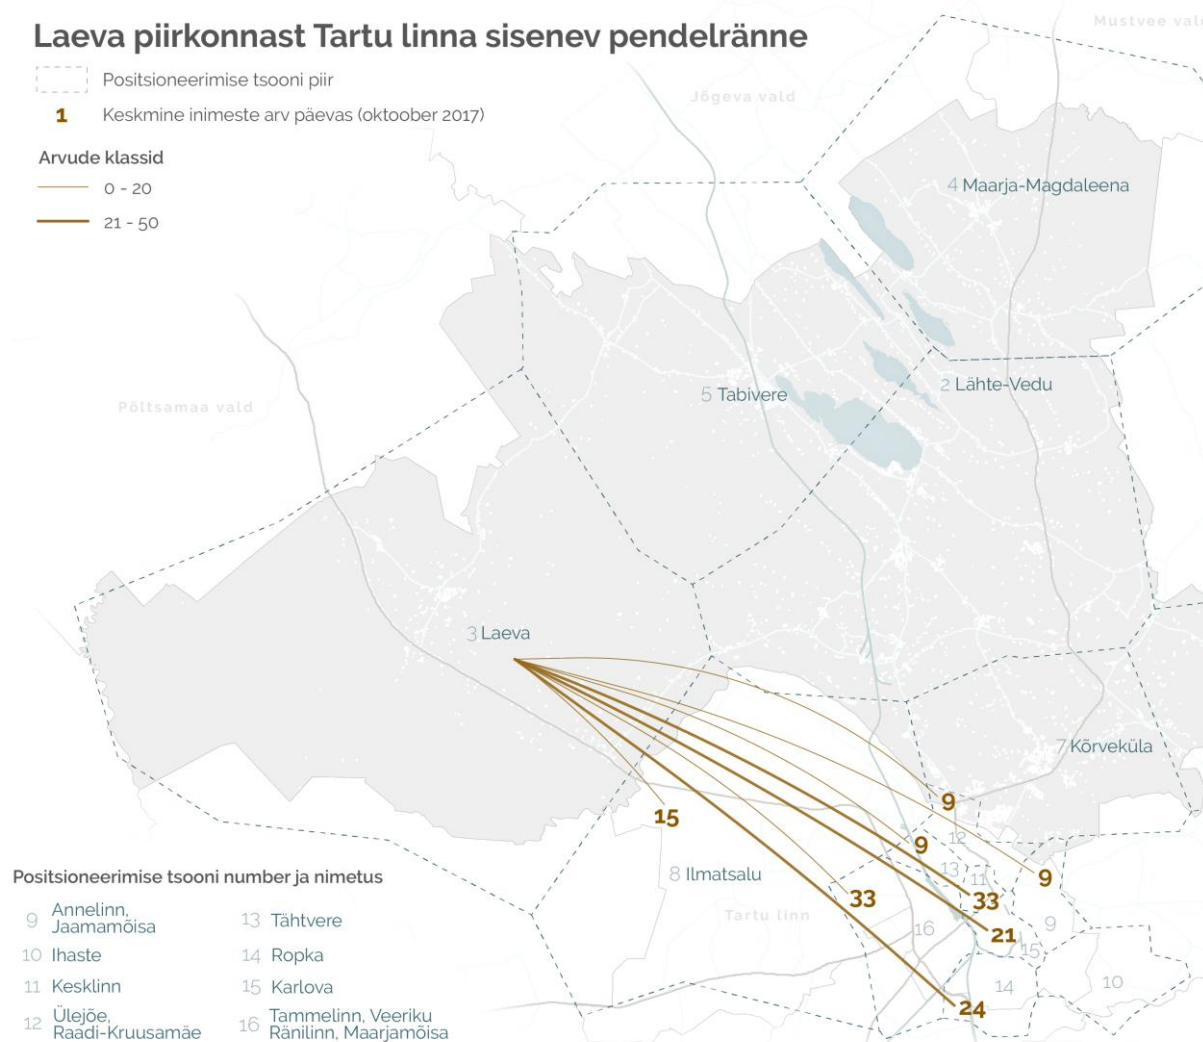 Laeva piirkonnast Tartu linna sisenev pendelränne
Mustvee vald
Positsioneerimise tsooni piir
1 Keskmine inimeste arv päevas (oktoober 2017)
Jõgeva vald
Arvude klassid
0 - 20
21 - 50
4 Maarja-Magdaleena
Põltsamaa vald
5 Tabivere
2 Lähte-Vedu
3 Laeva
7 Kõrveküla
9
15
12
9
8 Ilmatsalu
13
11
9
33
33
Tartu linn
16
21
9
15
14
10
24
Positsioneerimise tsooni number ja nimetus
9 Annelinn,
Jaamamõisa
10 Ihaste
11 Kesklinn
12 Ülejõe,
Raadi-Kruusamäe
13 Tähtvere
14 Ropka
15 Karlova
16 Tammelinn, Veeriku
Ränilinn, Maarjamõisa